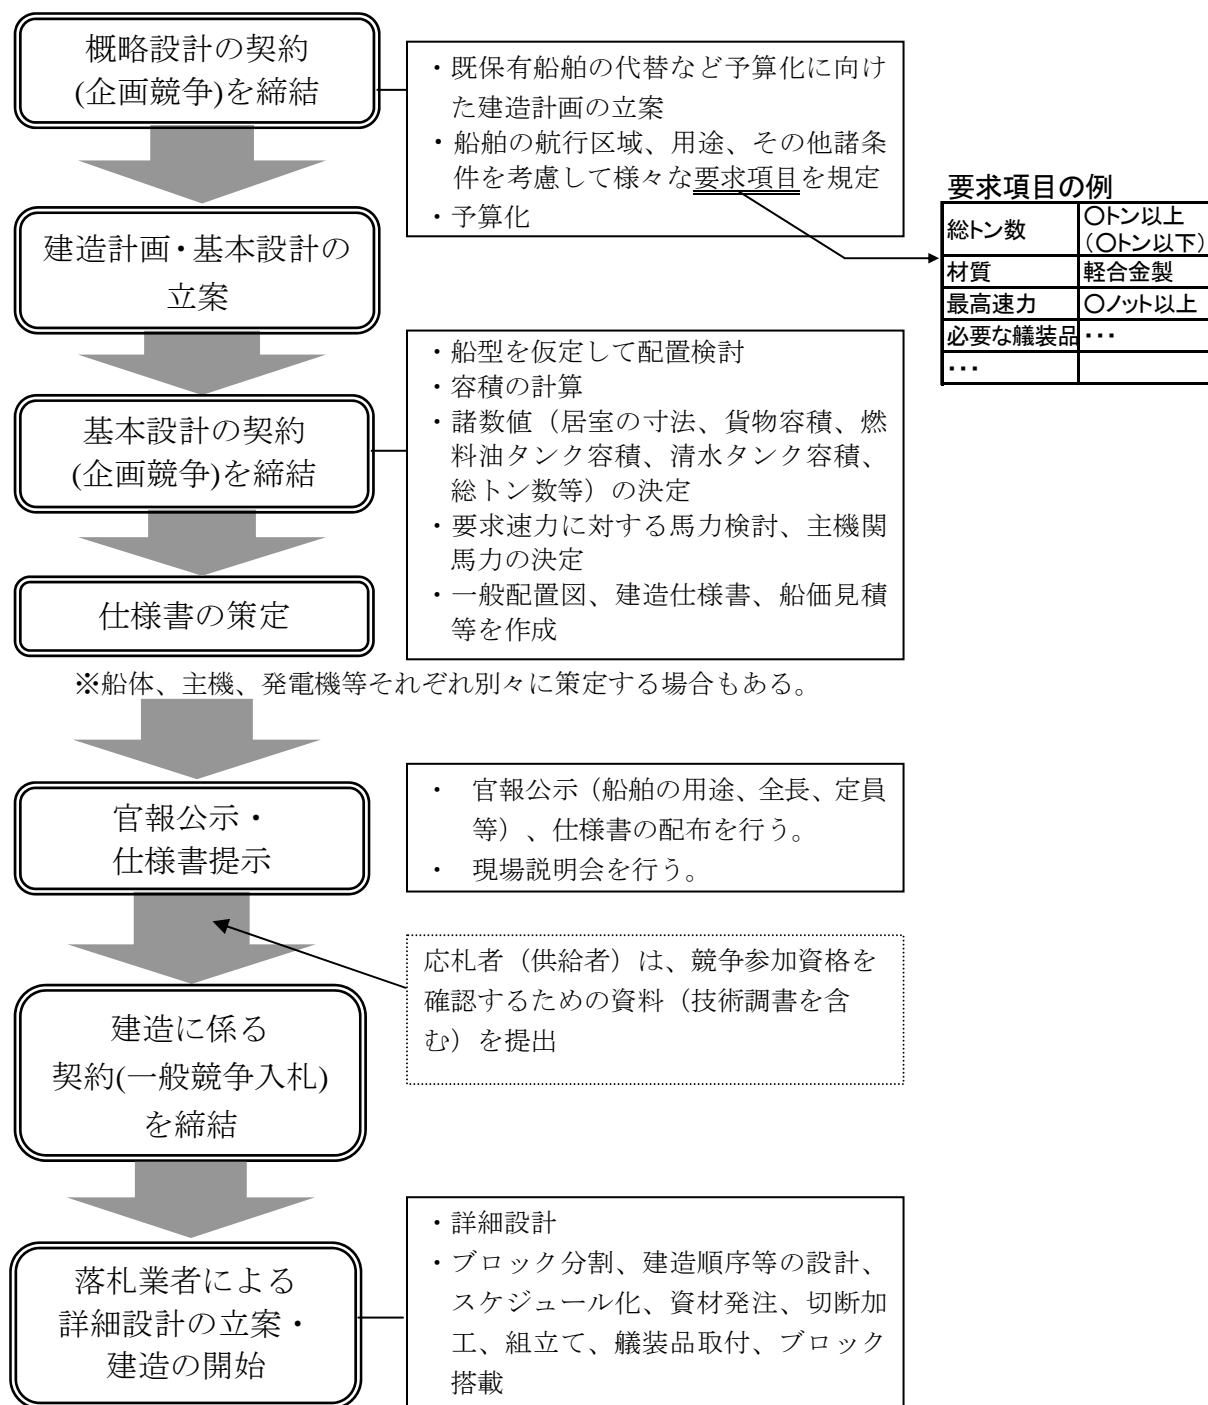 概略設計の契約
(企画競争)を締結
・既保有船舶の代替など予算化に向け
た建造計画の立案
・船舶の航行区域、用途、その他諸条
件を考慮して様々な要求項目を規定
・予算化
要求項目の例
総トン数 〇トン以上
（〇トン以下）
材質 軽合金製
最高速力 〇ノット以上
必要な艤装品 ・・・
・・・
建造計画・基本設計の
立案
基本設計の契約
(企画競争)を締結
・船型を仮定して配置検討
・容積の計算
・諸数値（居室の寸法、貨物容積、燃
料油タンク容積、清水タンク容積、
総トン数等）の決定
・要求速力に対する馬力検討、主機関
馬力の決定
・一般配置図、建造仕様書、船価見積
等を作成
仕様書の策定
※船体、主機、発電機等それぞれ別々に策定する場合もある。
官報公示・
仕様書提示
・ 官報公示（船舶の用途、全長、定員
等）、仕様書の配布を行う。
・ 現場説明会を行う。
応札者（供給者）は、競争参加資格を
確認するための資料（技術調書を含
む）を提出
建造に係る
契約(一般競争入札)
を締結
落札業者による
詳細設計の立案・
建造の開始
・詳細設計
・ブロック分割、建造順序等の設計、
スケジュール化、資材発注、切断加
工、組立て、艤装品取付、ブロック
搭載